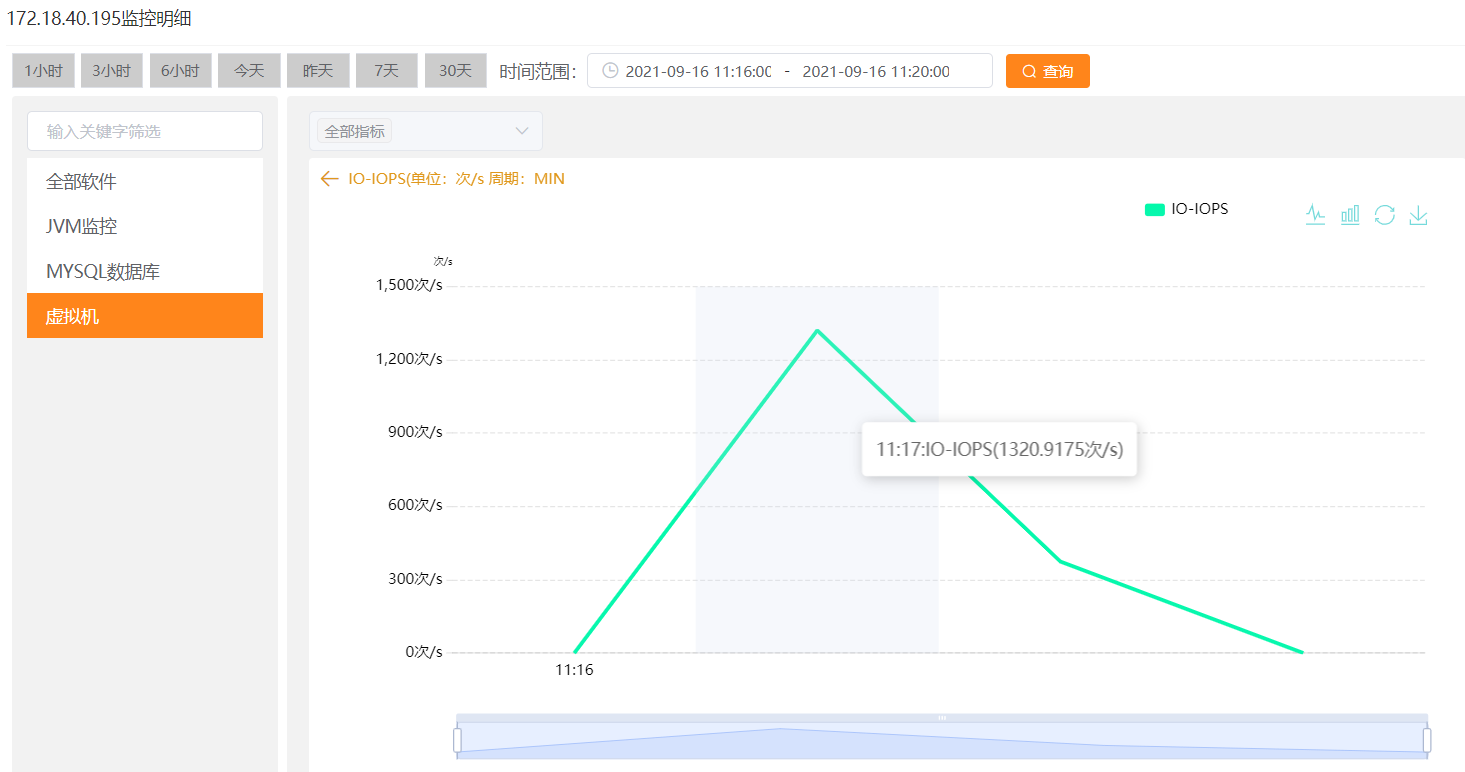 172.18.40.195监控明细
1小时 3小时 6小时 今天 昨天 7天 30天 时间范围： 2021-09-16 11:16:00 - 2021-09-16 11:20:00 查询
输入关键字筛选
全部软件
JVM监控
MYSQL数据库
虚拟机
全部指标
IO-IOPS(单位：次/s 周期：MIN
IO-IOPS
次/s
1,500次/s
1,200次/s
900次/s
11:17:IO-IOPS(1320.9175次/s)
600次/s
300次/s
0次/s
11:16